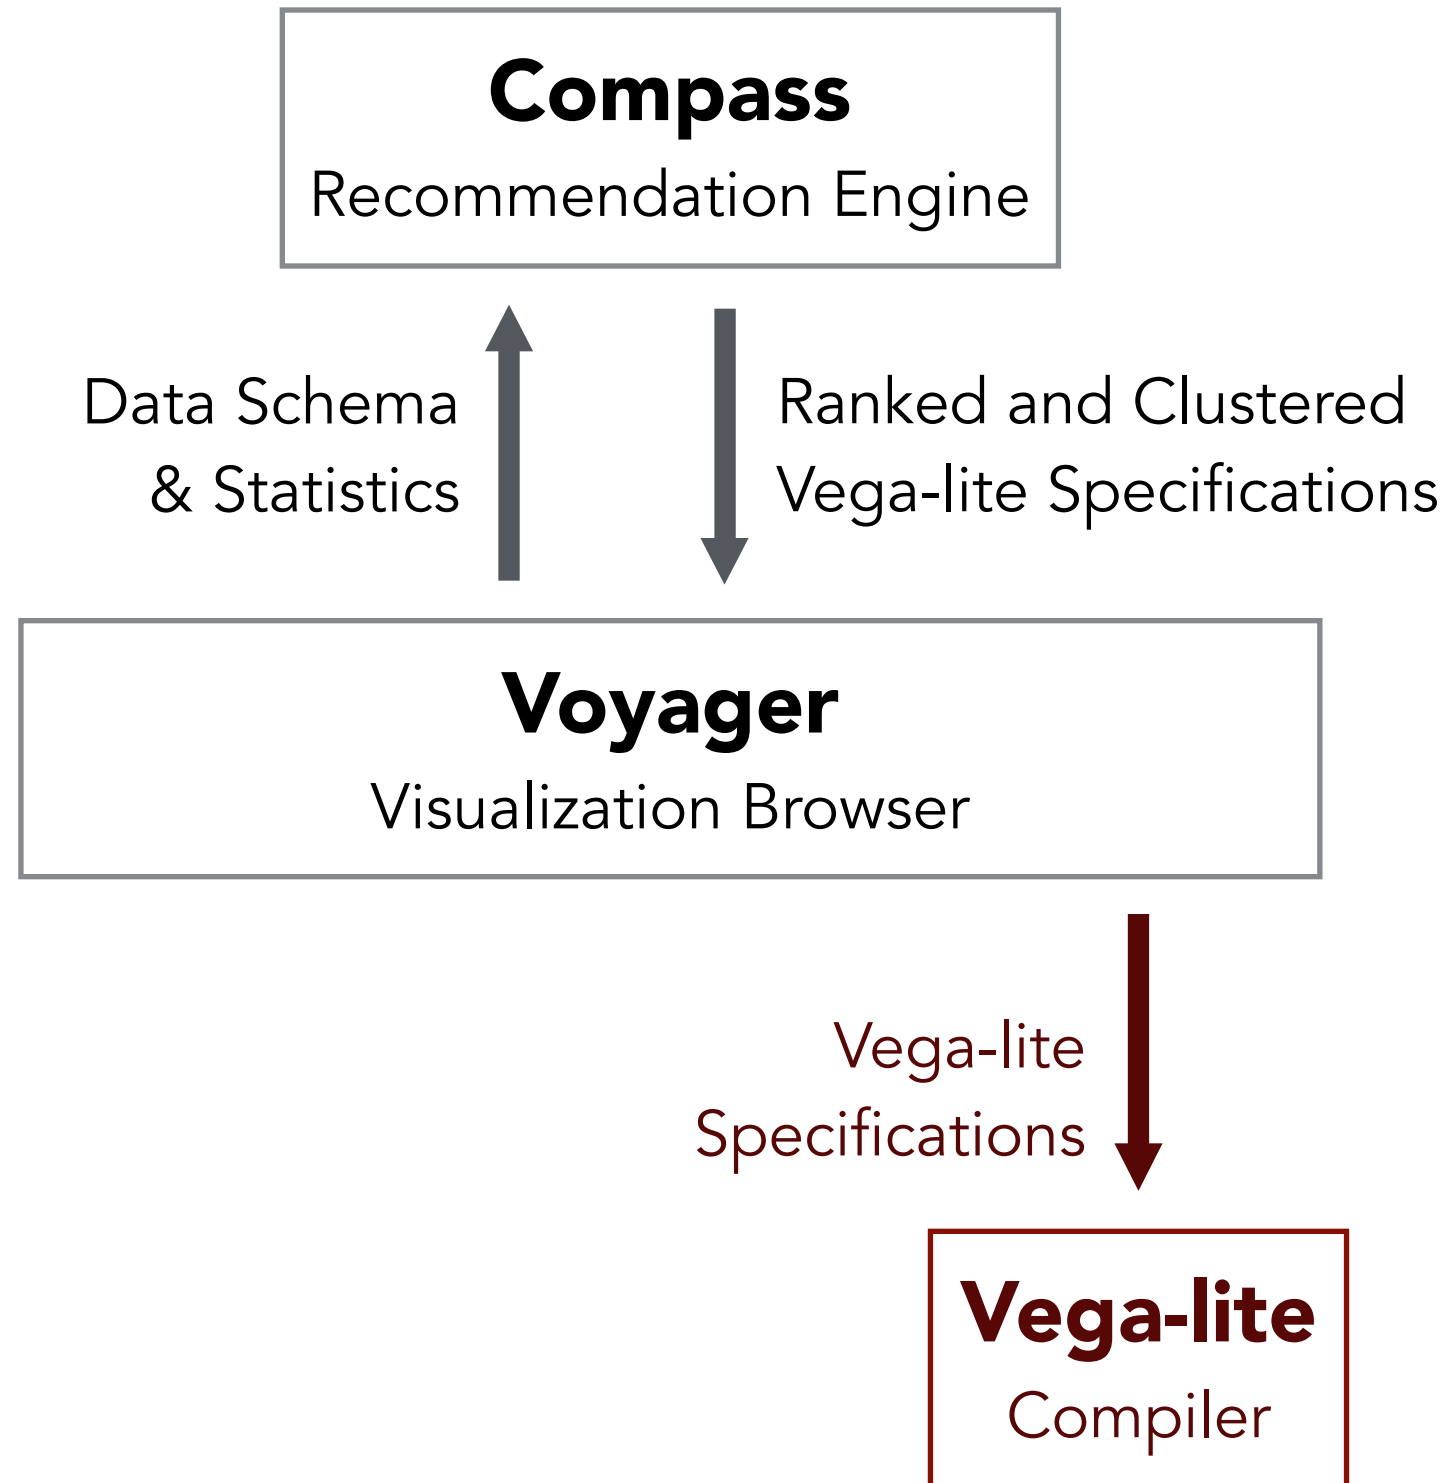 Compass
Recommendation Engine
Data Schema
& Statistics
Ranked and Clustered
Vega-lite Specifications
Voyager
Visualization Browser
Vega-lite
Specifications
Vega-lite
Compiler